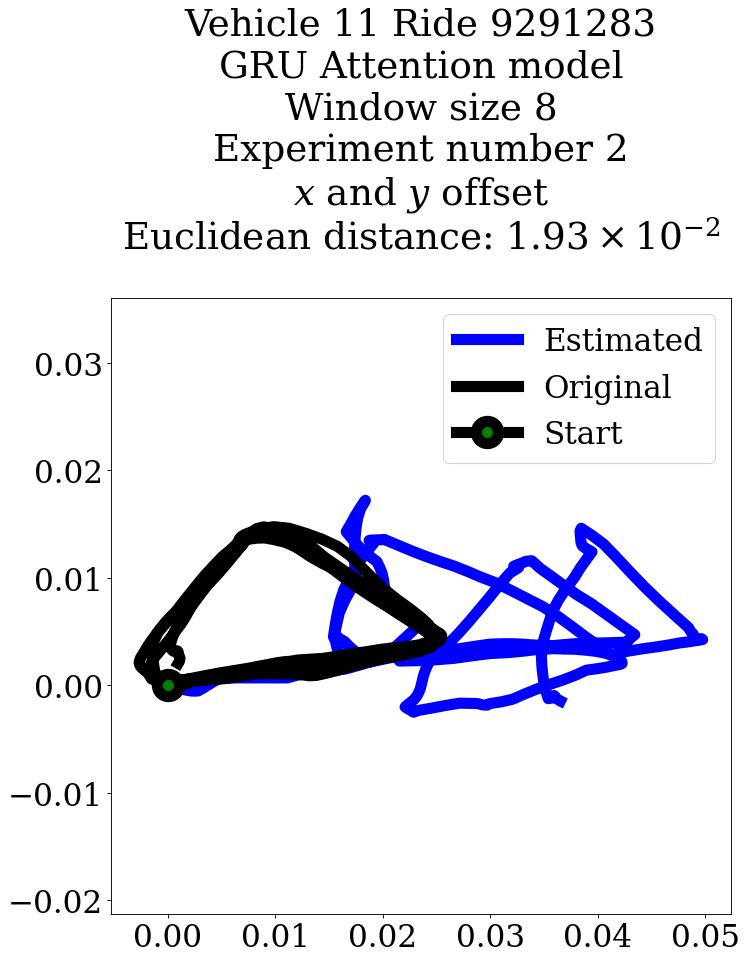 Vehicle 11 Ride 9291283
GRU Attention model
Window size 8
Experiment number 2
x and y offset
Euclidean distance: 1.93 × 10⁻²
Estimated
Original
Start
0.03
0.02
0.01
0.00
−0.01
−0.02
0.00 0.01 0.02 0.03 0.04 0.05